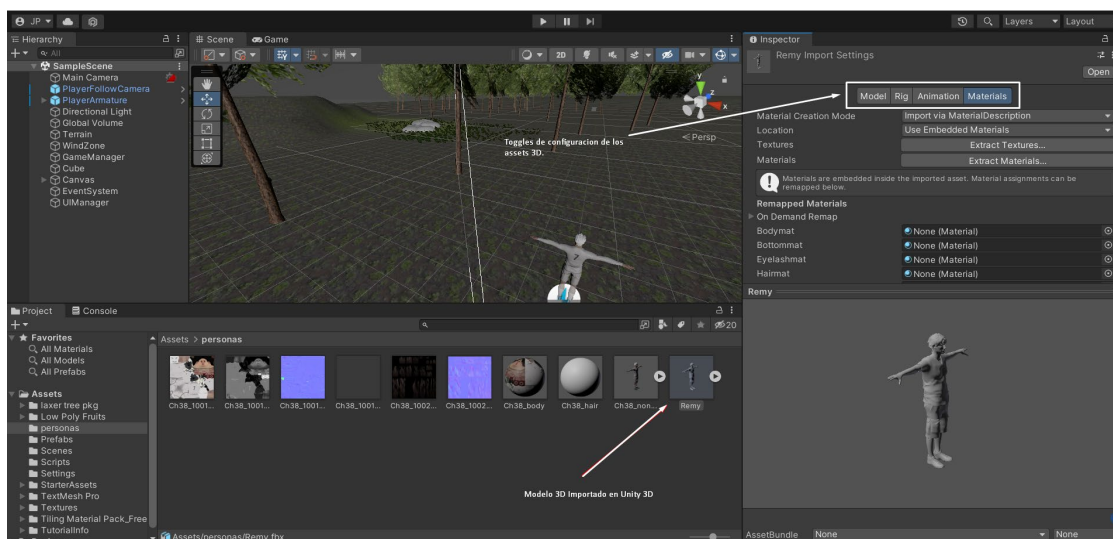 JP
Layers
Layout
Hierarchy
All
SampleScene
Main Camera
PlayerFollowCamera
PlayerArmature
Directional Light
Global Volume
Terrain
WindZone
GameManager
Cube
Canvas
EventSystem
UIManager
Scene
Game
2D
y
z
x
Persp
Toggles de configuracion de los
assets 3D.
Inspector
Remy Import Settings
Open
Model Rig Animation Materials
Material Creation Mode Import via MaterialDescription
Location Use Embedded Materials
Textures Extract Textures...
Materials Extract Materials...
Materials are embedded inside the imported asset. Material assignments can be
remapped below.
Remapped Materials
On Demand Remap
Bodymat None (Material)
Bottommat None (Material)
Eyelashmat None (Material)
Hairmat None (Material)
Remy
Project
Console
20
Favorites
All Materials
All Models
All Prefabs
Assets
laxer tree pkg
Low Poly Fruits
personas
Prefabs
Scenes
Scripts
Settings
StarterAssets
TextMesh Pro
Textures
Tiling Material Pack_Free
TutorialInfo
Assets > personas
Ch38_1001... Ch38_1001... Ch38_1001... Ch38_1001... Ch38_1002... Ch38_1002... Ch38_body Ch38_hair Ch38_non... Remy
Modelo 3D Importado en Unity 3D
Assets/personas/Remy.fbx
AssetBundle None None